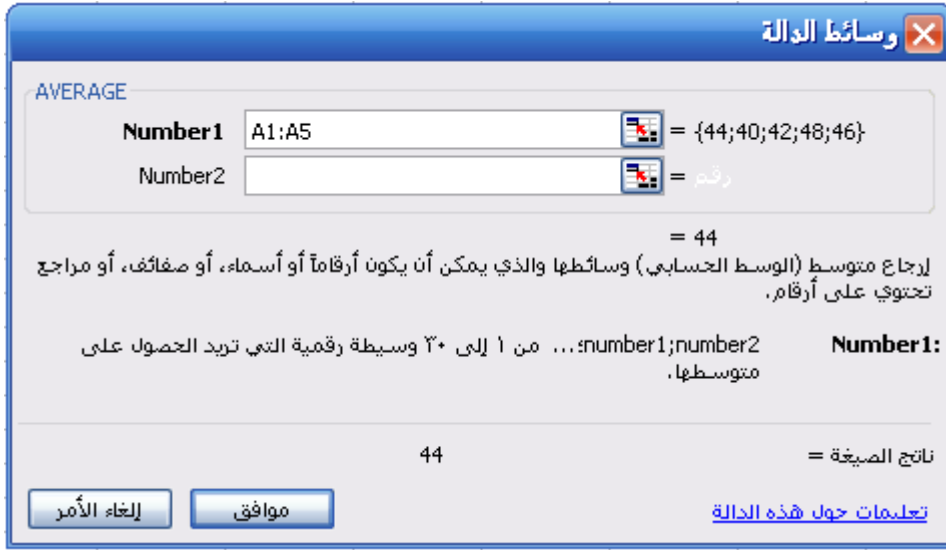 وسائط الدالة
AVERAGE
Number1 A1:A5 = {44;40;42;48;46}
Number2 = رقم
= 44
إرجاع متوسط (الوسط الحسابي) وسائطها والذي يمكن أن يكون أرقاماً أو أسماء، أو صفائف، أو مراجع
تحتوي على أرقام.
Number1: number1;number2;... من ١ إلى ٣٠ وسيطة رقمية التي تريد الحصول على
متوسطها.
ناتج الصيغة = 44
تعليمات حول هذه الدالة موافق إلغاء الأمر